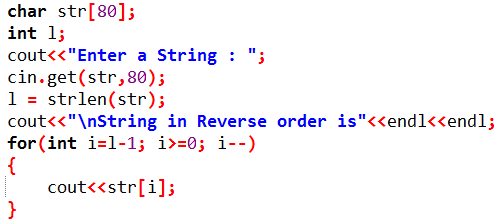 char str[80];
int l;
cout<<"Enter a String : ";
cin.get(str,80);
l = strlen(str);
cout<<"\nString in Reverse order is"<<endl<<endl;
for(int i=l-1; i>=0; i--)
{
    cout<<str[i];
}